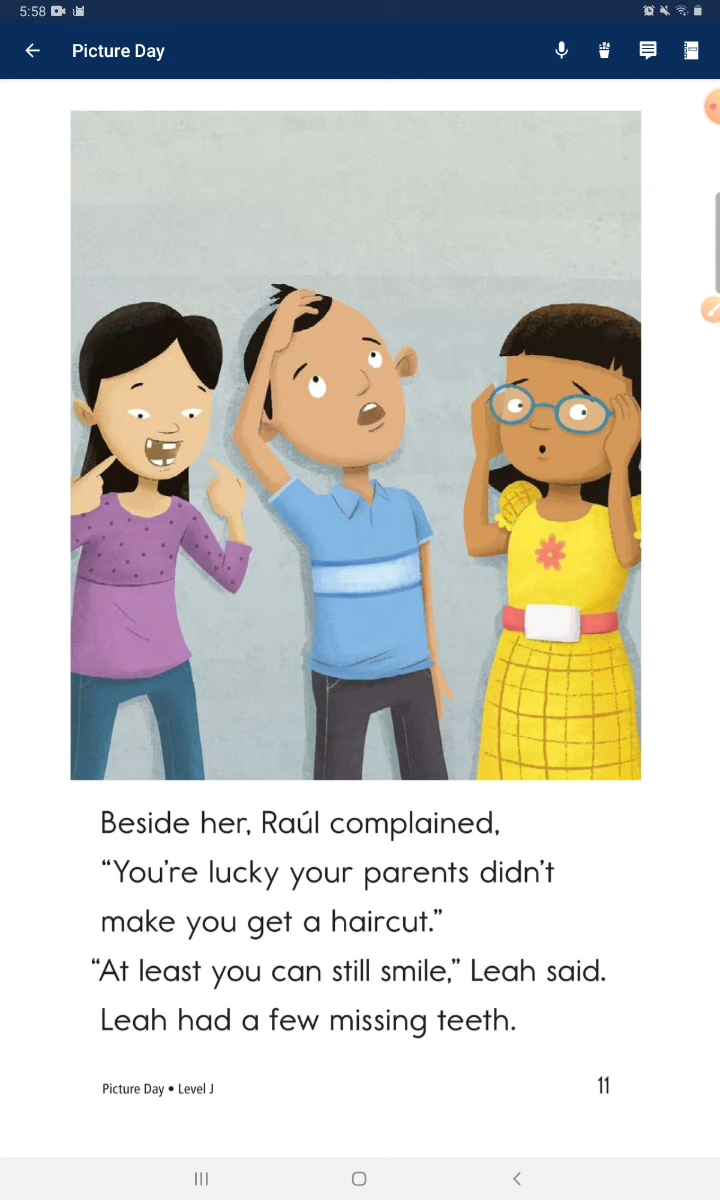 5:58
Picture Day
Beside her, Raúl complained,
“You’re lucky your parents didn’t
make you get a haircut.”
“At least you can still smile,” Leah said.
Leah had a few missing teeth.
Picture Day • Level J
11